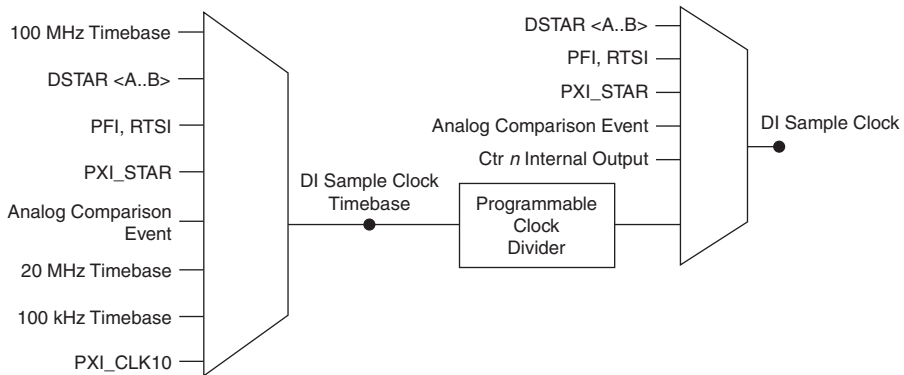 100 MHz Timebase
DSTAR <A..B>
PFI, RTSI
PXI_STAR
Analog Comparison
Event
20 MHz Timebase
100 kHz Timebase
PXI_CLK10
DI Sample Clock
Timebase
Programmable
Clock
Divider
DSTAR <A..B>
PFI, RTSI
PXI_STAR
Analog Comparison Event
Ctr n Internal Output
DI Sample Clock